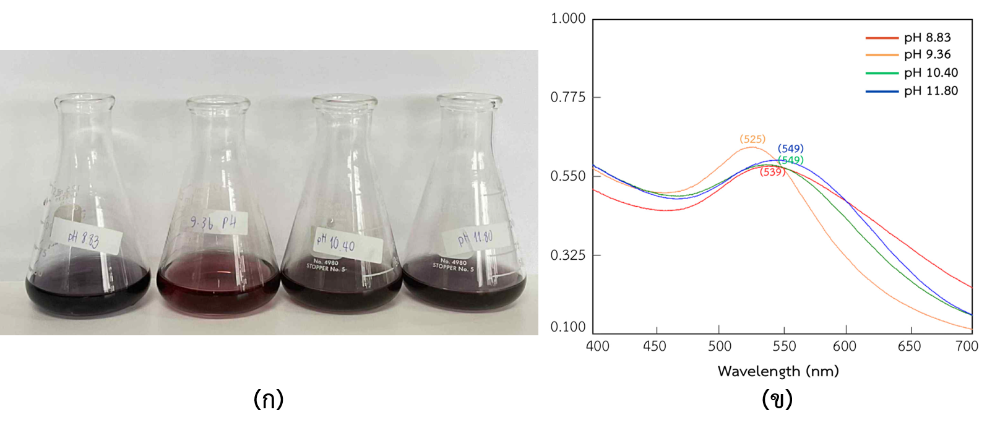 pH 8.83
9.36 pH
pH 10.40
pH 11.80
No. 4980
STOPPER No. 5
No. 4980
STOPPER No. 5
(ก)
1.000
0.775
0.550
0.325
0.100
pH 8.83
pH 9.36
pH 10.40
pH 11.80
(525)
(549)
(549)
(539)
400 450 500 550 600 650 700
Wavelength (nm)
(ข)